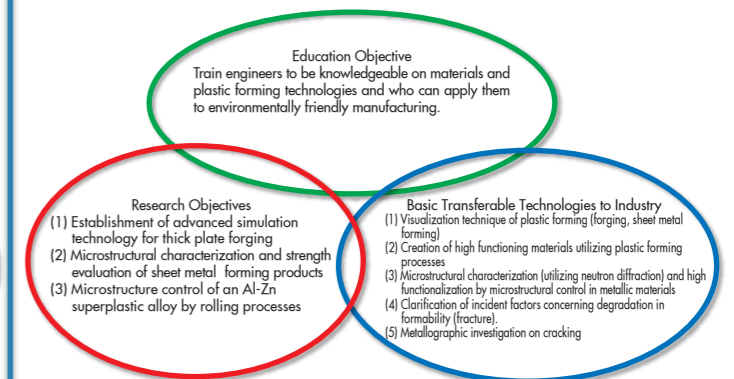 Education Objective
Train engineers to be knowledgeable on materials and
plastic forming technologies and who can apply them
to environmentally friendly manufacturing.
Research Objectives
(1) Establishment of advanced simulation
technology for thick plate forging
(2) Microstructural characterization and strength
evaluation of sheet metal forming products
(3) Microstructure control of an Al-Zn
superplastic alloy by rolling processes
Basic Transferable Technologies to Industry
(1) Visualization technique of plastic forming (forging, sheet metal
forming)
(2) Creation of high functioning materials utilizing plastic forming
processes
(3) Microstructural characterization (utilizing neutron diffraction) and high
functionalization by microstructural control in metallic materials
(4) Clarification of incident factors concerning degradation in
formability (fracture).
(5) Metallographic investigation on cracking